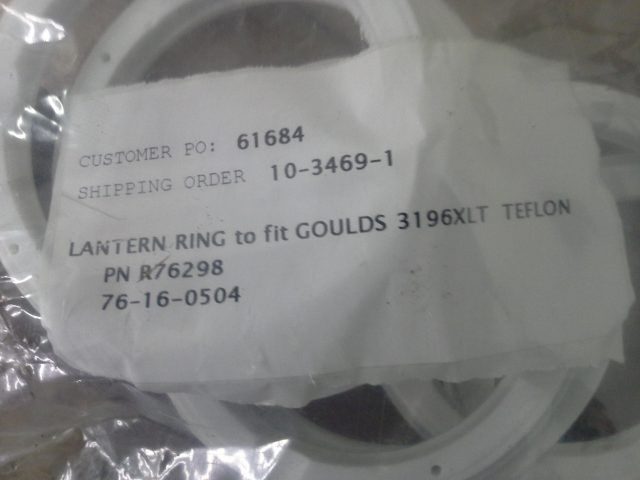 CUSTOMER PO: 61684
SHIPPING ORDER 10-3469-1
LANTERN RING to fit GOULDS 3196XLT TEFLON
PN R76298
76-16-0504